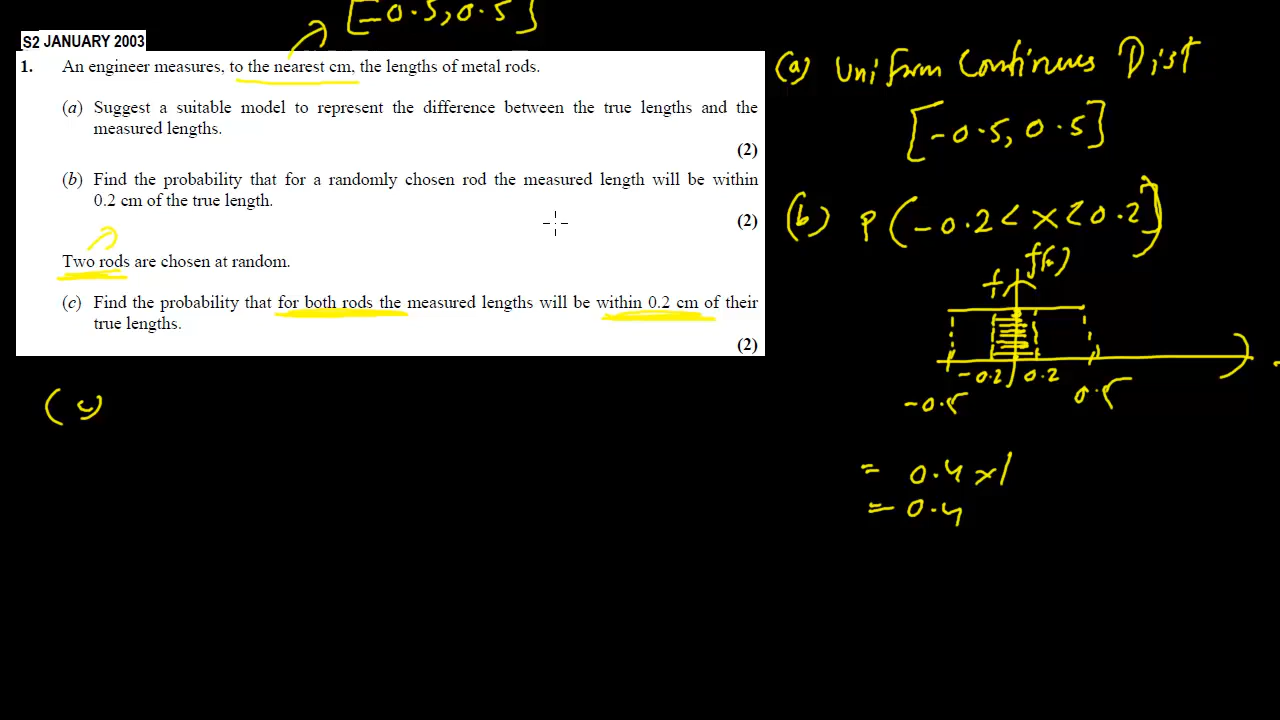 [-0.5, 0.5]
S2 JANUARY 2003
1. An engineer measures, to the nearest cm, the lengths of metal rods.
(a) Suggest a suitable model to represent the difference between the true lengths and the
measured lengths.
(2)
(b) Find the probability that for a randomly chosen rod the measured length will be within
0.2 cm of the true length.
(2)
Two rods are chosen at random.
(c) Find the probability that for both rods the measured lengths will be within 0.2 cm of their
true lengths.
(2)
(c)
(a) Uniform Continuous Dist
[-0.5, 0.5]
(b) P(-0.2 < x < 0.2)
1 f(x)
-0.2 0.2
-0.5 0.5
= 0.4 x 1
= 0.4